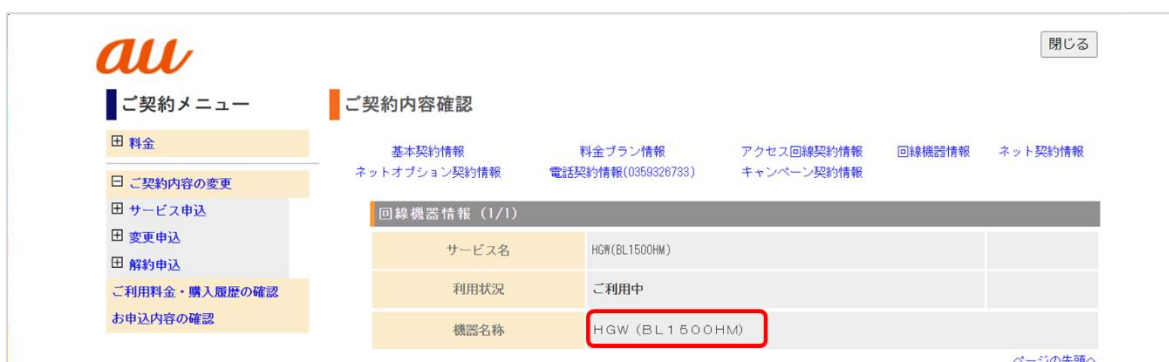 au
閉じる
ご契約メニュー
ご契約内容確認
料金
基本契約情報 料金プラン情報 アクセス回線契約情報 回線機器情報 ネット契約情報
ネットオプション契約情報 電話契約情報(0359326733) キャンペーン契約情報
ご契約内容の変更
サービス申込
変更申込
解約申込
ご利用料金・購入履歴の確認
お申込内容の確認
回線機器情報 (1/1)
サービス名 HGW(BL1500HM)
利用状況 ご利用中
機器名称 HGW (BL1500HM)
ページの先頭へ